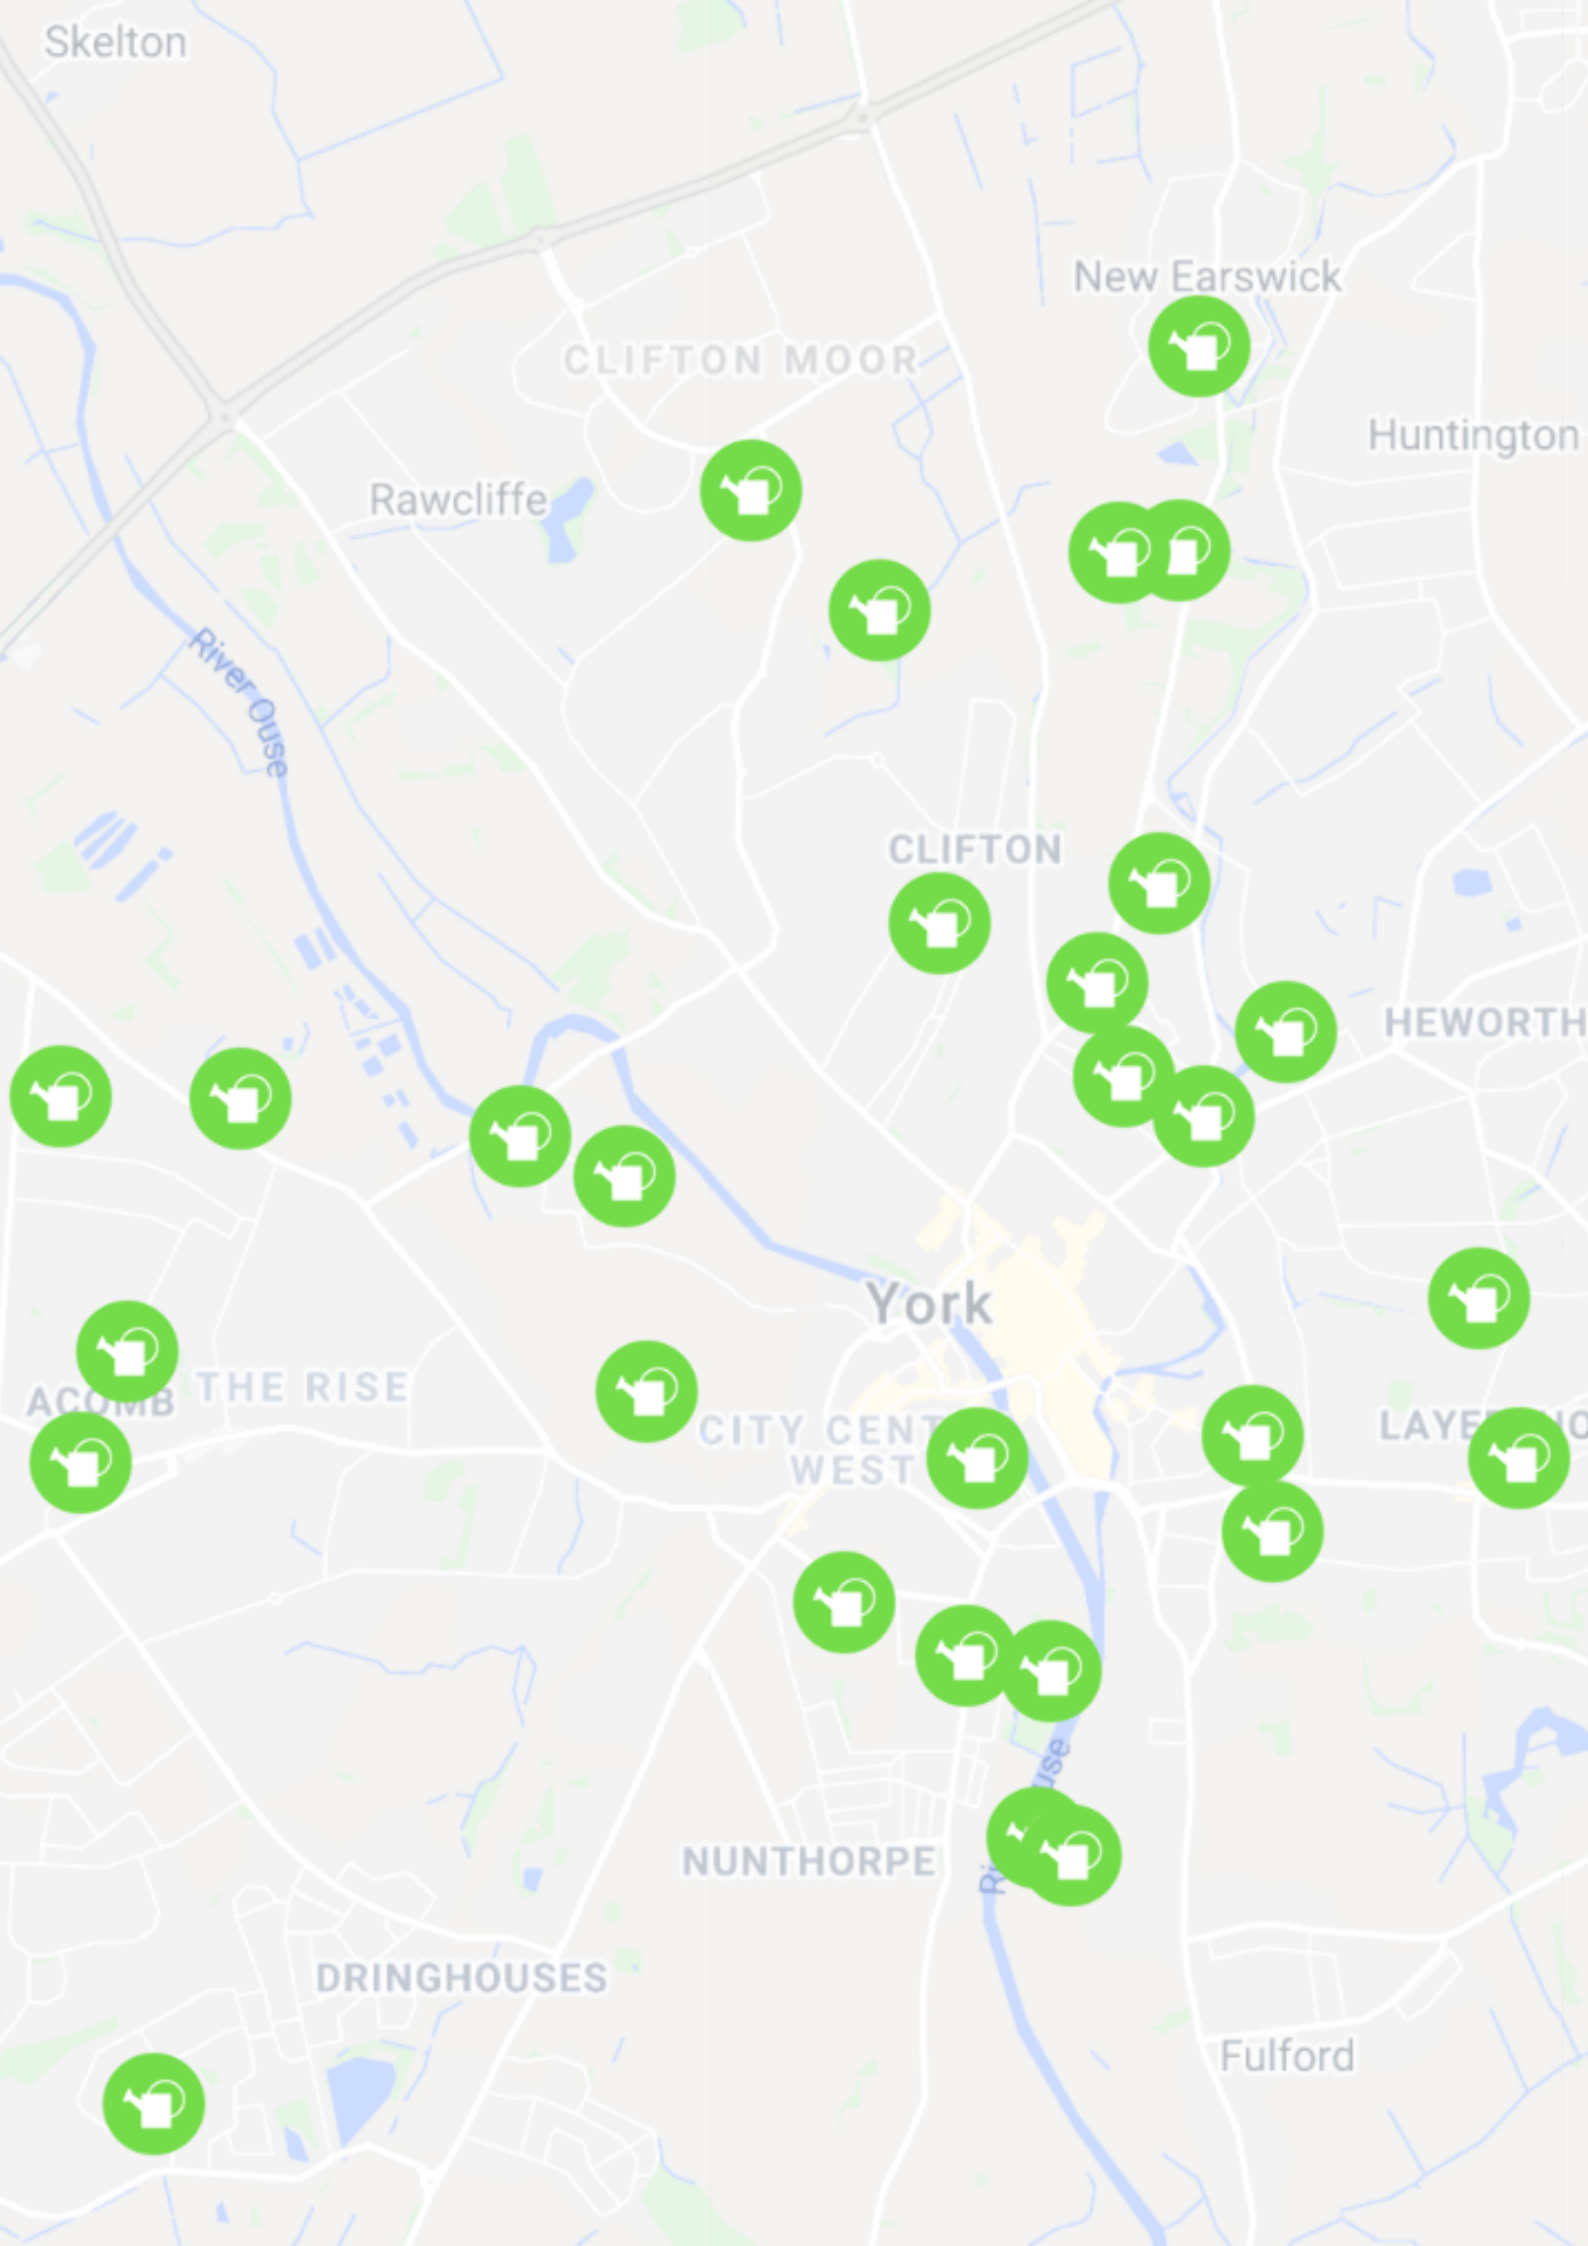 Skelton
New Earswick
CLIFTON MOOR
Huntington
Rawcliffe
River Ouse
CLIFTON
HEWORTH
York
ACOMB
THE RISE
CITY
WEST
NUNTHORPE
DRINGHOUSES
Fulford